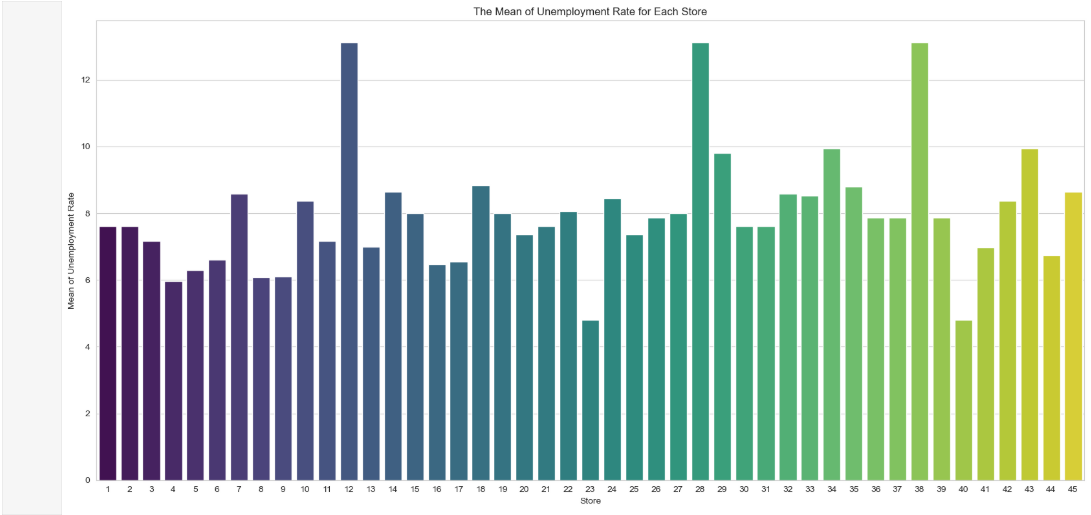 The Mean of Unemployment Rate for Each Store
Mean of Unemployment Rate
12
10
8
6
4
2
0
1 2 3 4 5 6 7 8 9 10 11 12 13 14 15 16 17 18 19 20 21 22 23 24 25 26 27 28 29 30 31 32 33 34 35 36 37 38 39 40 41 42 43 44 45
Store